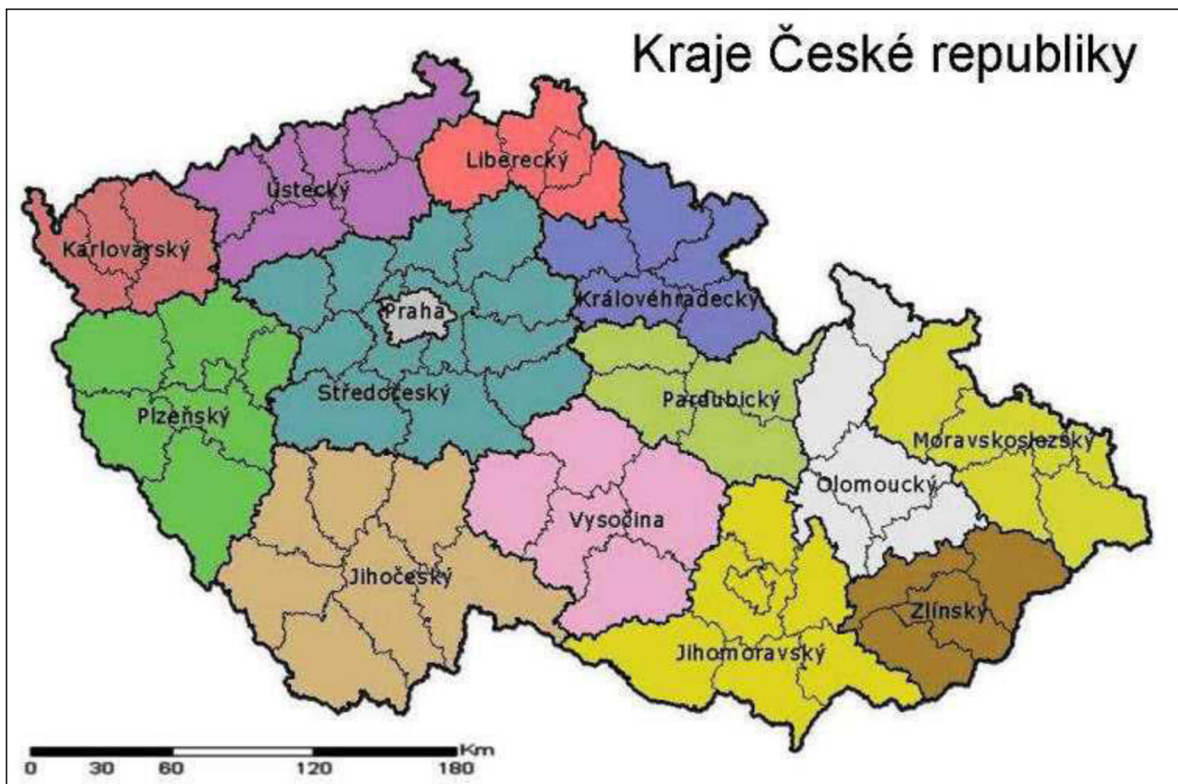 Kraje České republiky
Liberecký
Ústecký
Karlovarský
Královéhradecký
Praha
Středočeský
Pardubický
Plzeňský
Moravskoslezský
Olomoucký
Vysočina
Jihočeský
Zlínský
Jihomoravský
Km
0 30 60 120 180